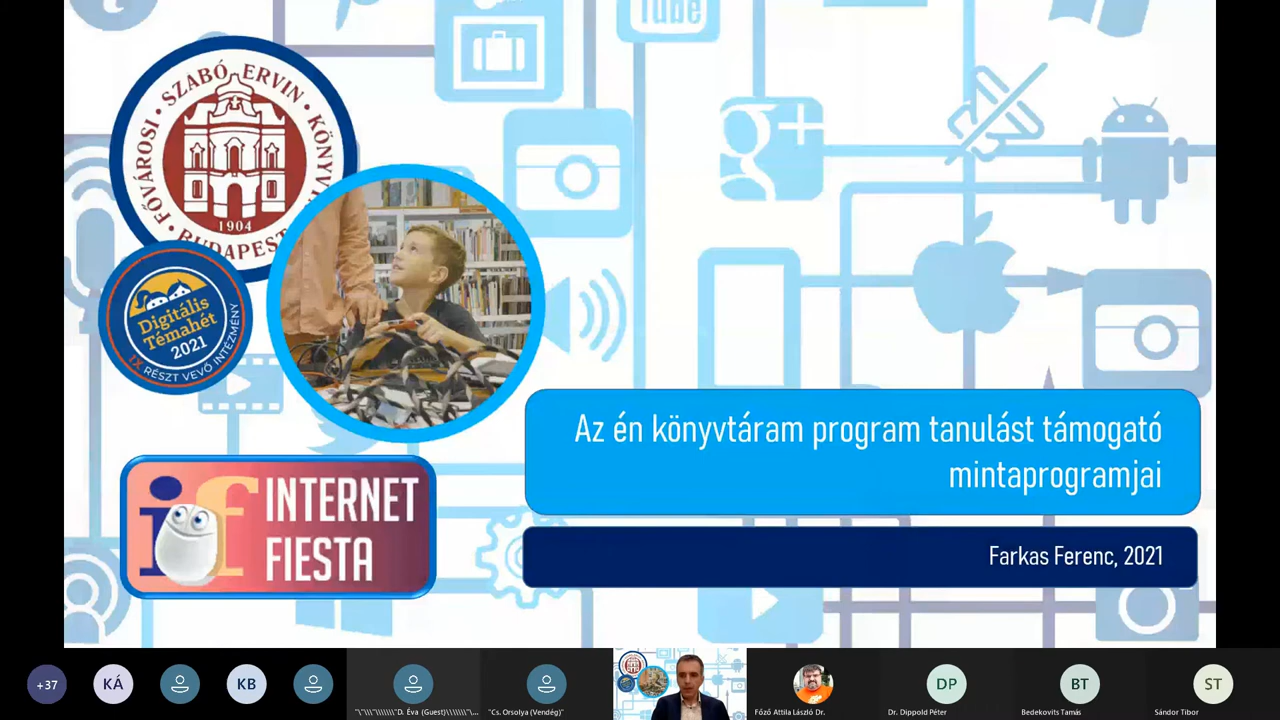 Tube
FŐVÁROSI • SZABÓ ERVIN • KÖNYVT
1904
BUDAPEST
Digitális
Témahét
2021
IX. RÉSZT VEVŐ INTÉZMÉNY
if INTERNET
FIESTA
Az én könyvtáram program tanulást támogató
mintaprogramjai
Farkas Ferenc, 2021
+37
KÁ
KB
"\"\\"\\\\\\\"D. Éva (Guest)\\\\\\\"\...
"Cs. Orsolya (Vendég)"
Főző Attila László Dr.
DP
Dr. Dippold Péter
BT
Bedekovits Tamás
ST
Sándor Tibor